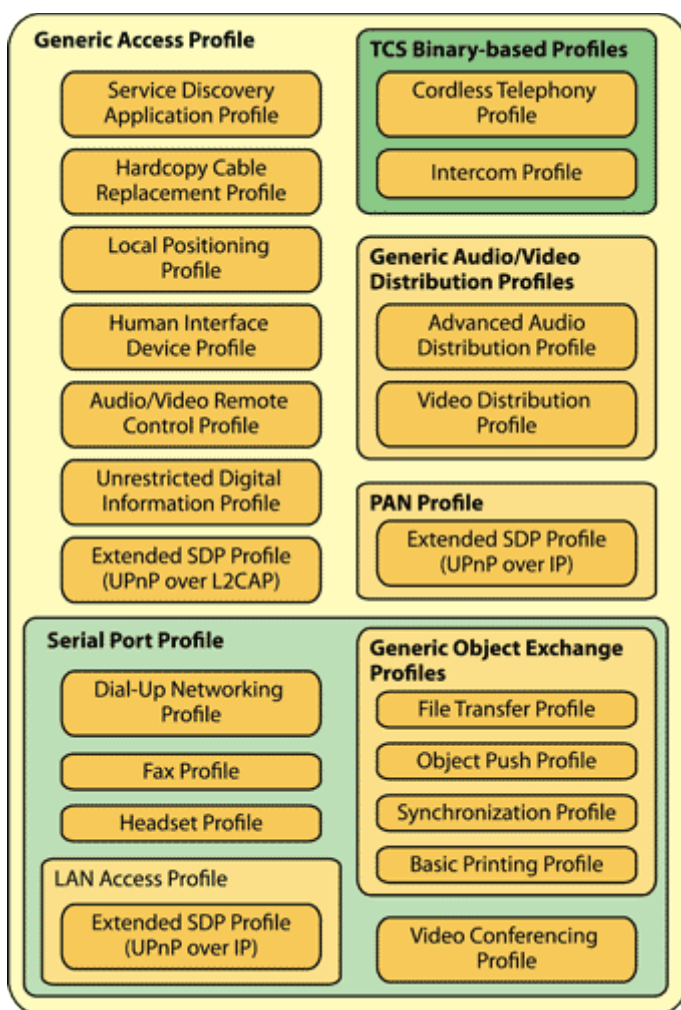 Generic Access Profile
Service Discovery
Application Profile
Hardcopy Cable
Replacement Profile
Local Positioning
Profile
Human Interface
Device Profile
Audio/Video Remote
Control Profile
Unrestricted Digital
Information Profile
Extended SDP Profile
(UPnP over L2CAP)
TCS Binary-based Profiles
Cordless Telephony
Profile
Intercom Profile
Generic Audio/Video
Distribution Profiles
Advanced Audio
Distribution Profile
Video Distribution
Profile
PAN Profile
Extended SDP Profile
(UPnP over IP)
Serial Port Profile
Dial-Up Networking
Profile
Fax Profile
Headset Profile
LAN Access Profile
Extended SDP Profile
(UPnP over IP)
Generic Object Exchange
Profiles
File Transfer Profile
Object Push Profile
Synchronization Profile
Basic Printing Profile
Video Conferencing
Profile